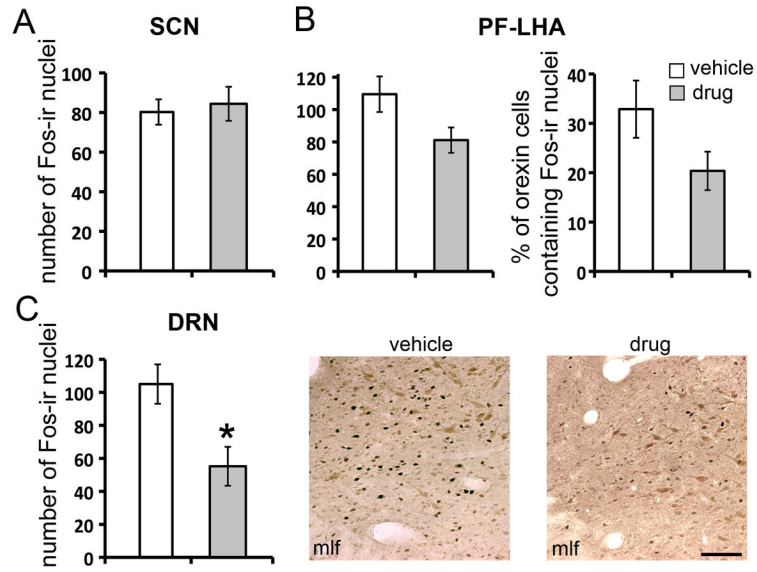 A
SCN
number of Fos-ir nuclei
100
80
60
40
20
0
B
PF-LHA
120
100
80
60
40
20
0
% of orexin cells
containing Fos-ir nuclei
40
30
20
10
0
vehicle
drug
C
DRN
number of Fos-ir nuclei
120
100
80
60
40
20
0
*
vehicle
mlf
drug
mlf